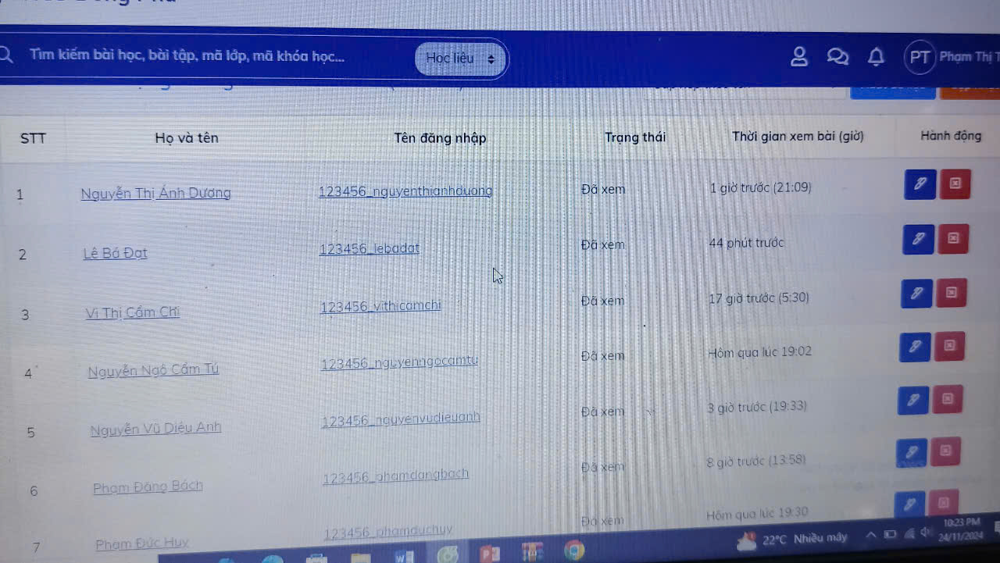 Tìm kiếm bài học, bài tập, mã lớp, mã khóa học... Học liệu PT Phạm Thị T
STT Họ và tên Tên đăng nhập Trạng thái Thời gian xem bài (giờ) Hành động
1 Nguyễn Thị Ánh Dương 123456_nguyenthianhduong Đã xem 1 giờ trước (21:09)
2 Lê Bá Đạt 123456_lebadat Đã xem 44 phút trước
3 Vi Thị Cẩm Chi 123456_vithicamchi Đã xem 17 giờ trước (5:30)
4 Nguyễn Ngô Cẩm Tú 123456_nguyenngocamtu Đã xem Hôm qua lúc 19:02
5 Nguyễn Vũ Diệu Anh 123456_nguyenvudieuanh Đã xem 3 giờ trước (19:33)
6 Phạm Đăng Bách 123456_phamdangbach Đã xem 8 giờ trước (13:58)
7 Phạm Đức Huy 123456_phamduchuy Đã xem Hôm qua lúc 19:30
22°C Nhiều mây 10:23 PM
24/11/2024